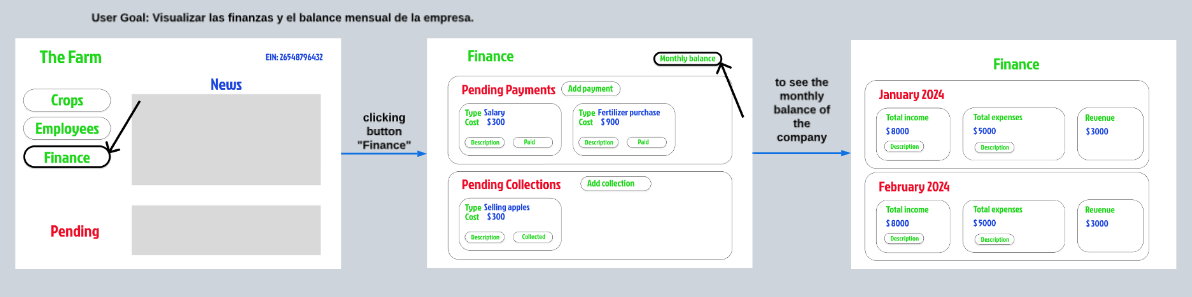 User Goal: Visualizar las finanzas y el balance mensual de la empresa.
The Farm
EIN: 26548796432
News
Crops
Employees
Finance
Pending
clicking
button
"Finance"
Finance
Monthly balance
Pending Payments
Add payment
Type Salary
Cost $300
Description
Paid
Type Fertilizer purchase
Cost $900
Description
Paid
Pending Collections
Add collection
Type Selling apples
Cost $300
Description
Collected
to see the
monthly
balance of
the
company
Finance
January 2024
Total income
$8000
Description
Total expenses
$5000
Description
Revenue
$3000
February 2024
Total income
$8000
Description
Total expenses
$5000
Description
Revenue
$3000